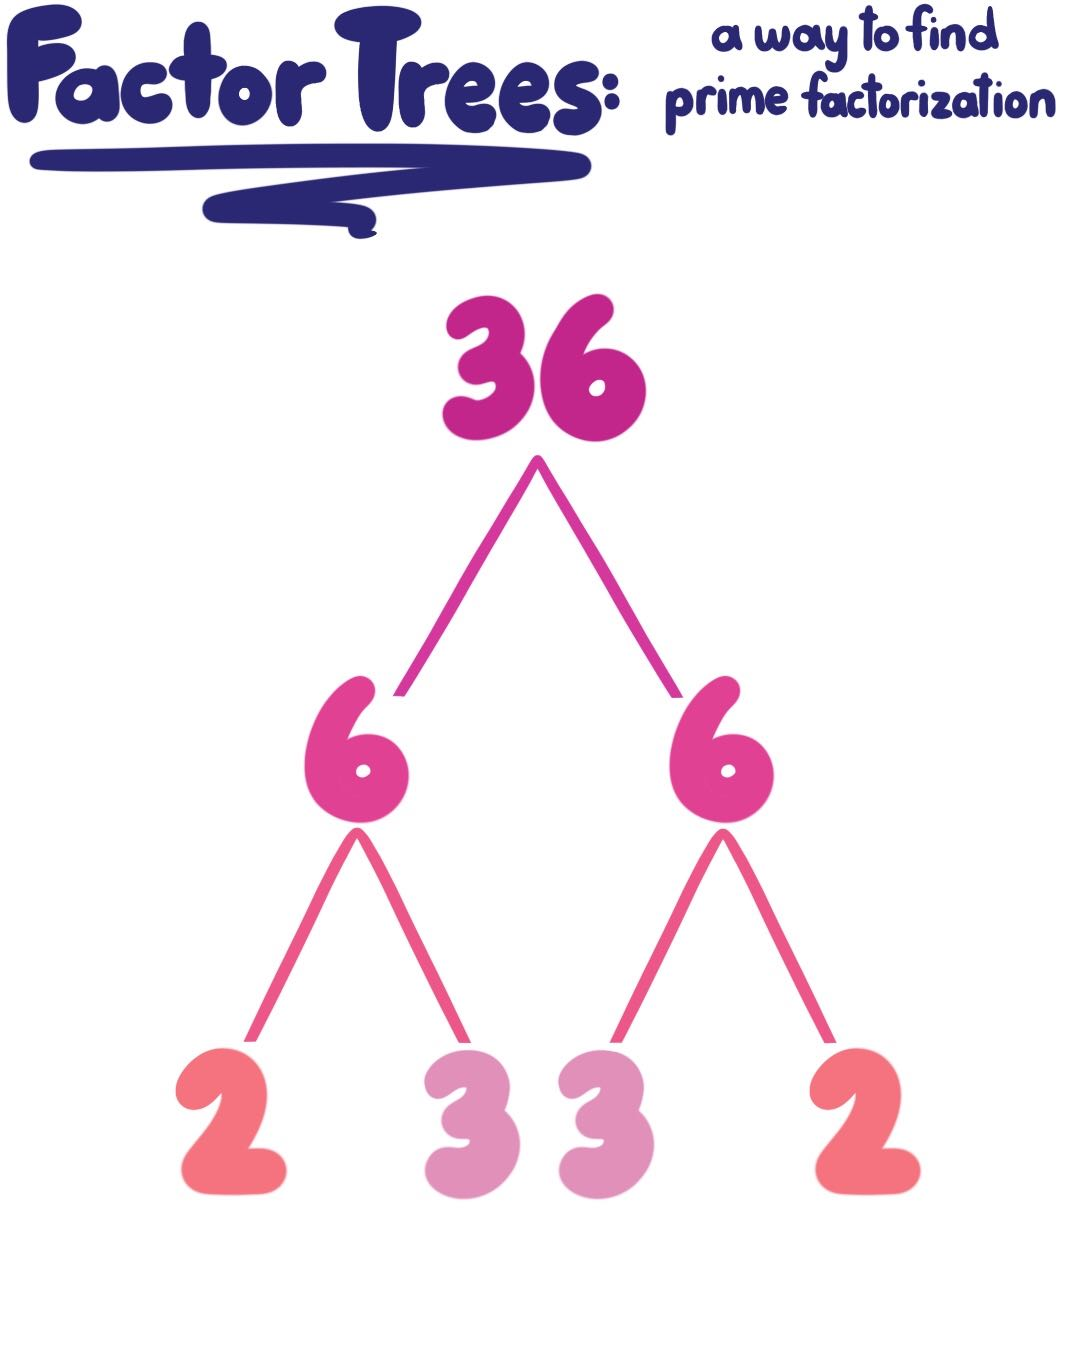 Factor Trees:
a way to find
prime factorization
36
6 6
2 3 3 2